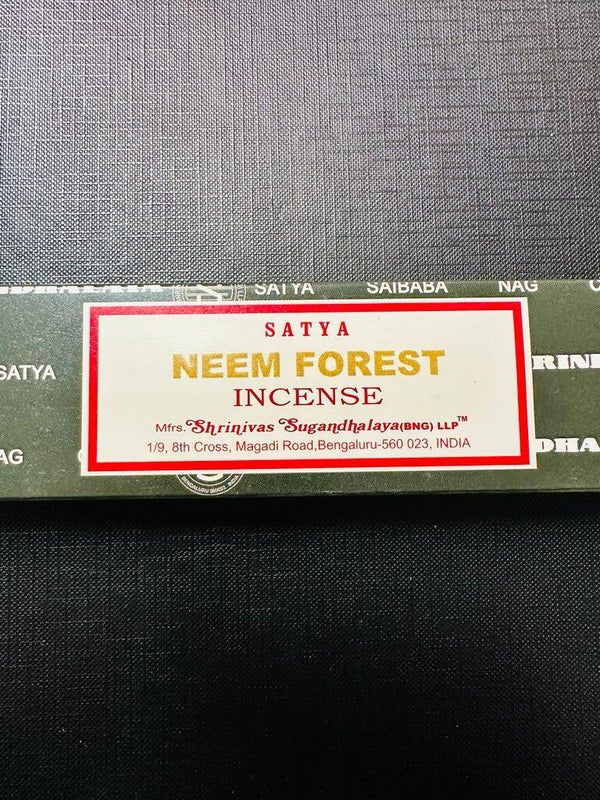 SATYA SAIBABA NAG
SATYA
NEEM FOREST
INCENSE
Mfrs. Shrinivas Sugandhalaya (BNG) LLP™
1/9, 8th Cross, Magadi Road,Bengaluru-560 023, INDIA
SATYA